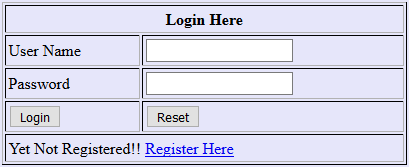 Login Here
User Name
Password
Login Reset
Yet Not Registered!! Register Here